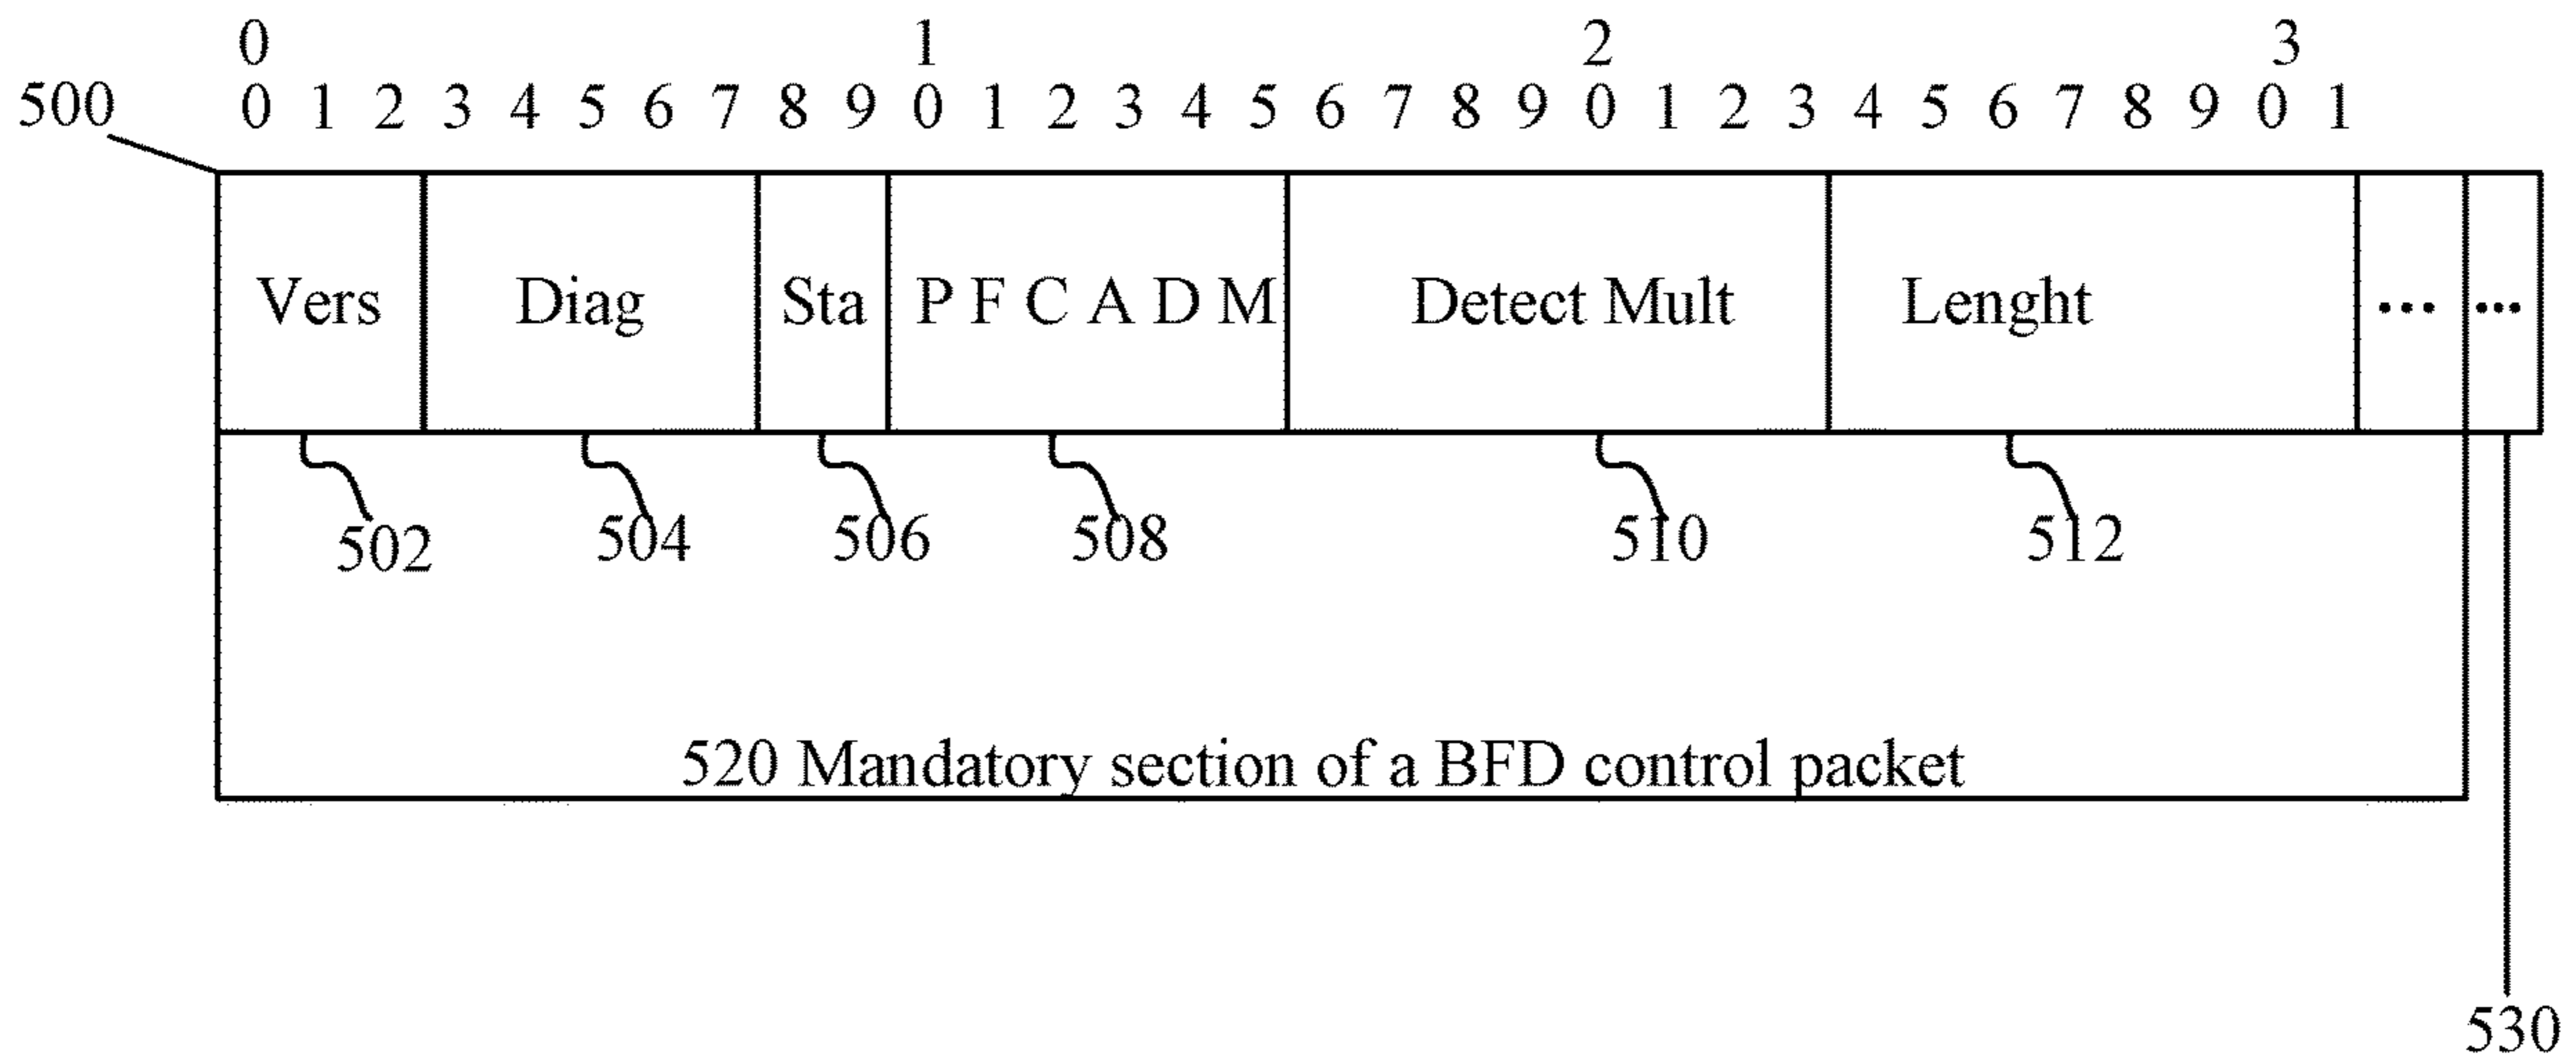 0 1 2 3
500 0 1 2 3 4 5 6 7 8 9 0 1 2 3 4 5 6 7 8 9 0 1 2 3 4 5 6 7 8 9 0 1
Vers Diag Sta P F C A D M Detect Mult Lenght ... ...
502 504 506 508 510 512
520 Mandatory section of a BFD control packet
530